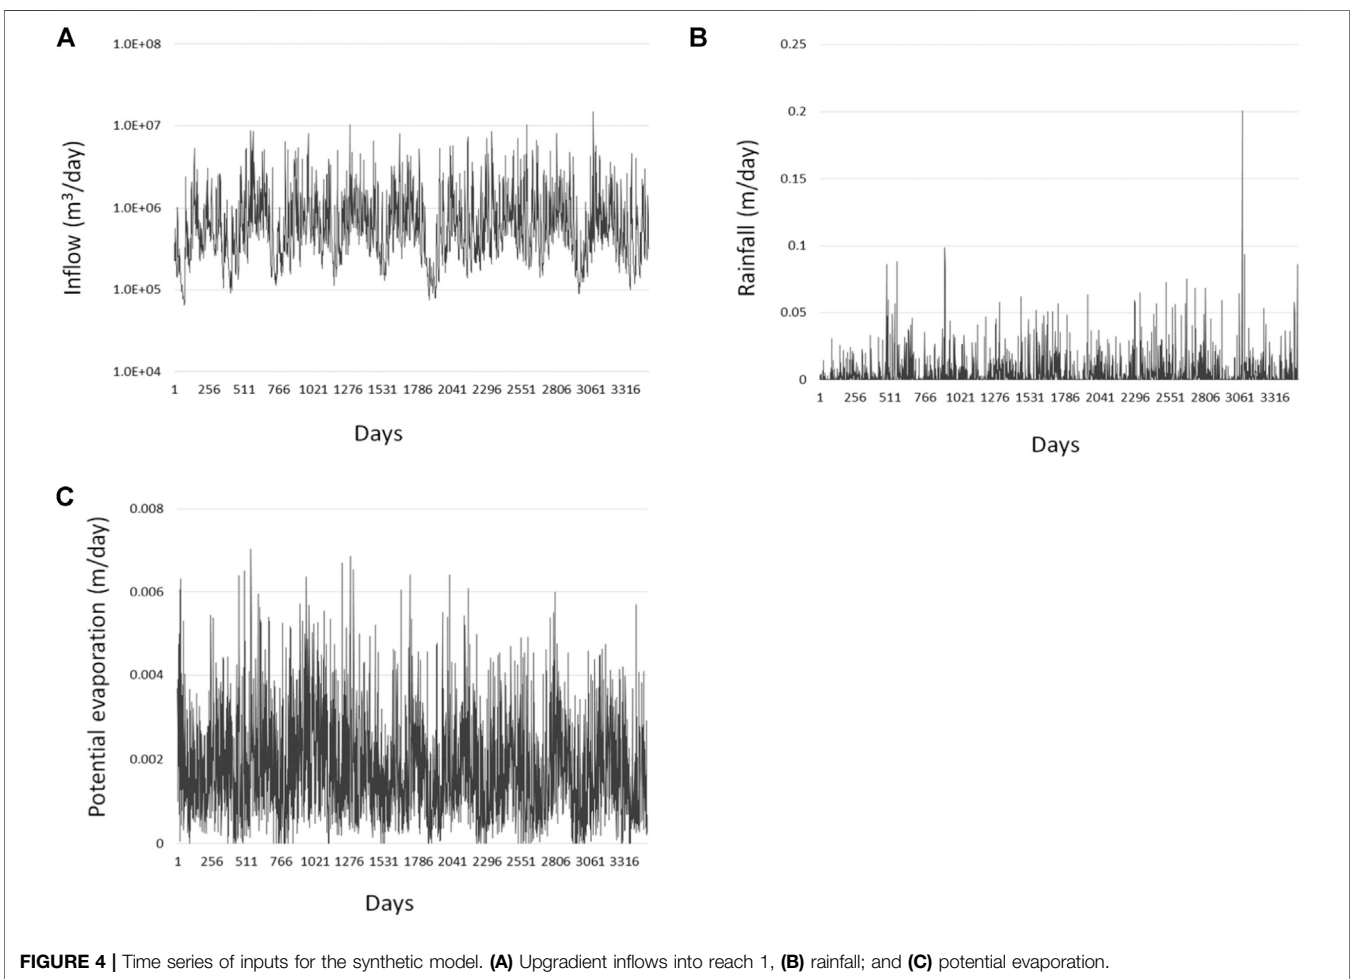 A
1.0E+08
1.0E+07
1.0E+06
1.0E+05
1.0E+04
Inflow (m³/day)
1 256 511 766 1021 1276 1531 1786 2041 2296 2551 2806 3061 3316
Days
B
0.25
0.2
0.15
0.1
0.05
0
Rainfall (m/day)
1 256 511 766 1021 1276 1531 1786 2041 2296 2551 2806 3061 3316
Days
C
0.008
0.006
0.004
0.002
0
Potential evaporation (m/day)
1 256 511 766 1021 1276 1531 1786 2041 2296 2551 2806 3061 3316
Days
FIGURE 4 | Time series of inputs for the synthetic model. (A) Upgradient inflows into reach 1, (B) rainfall; and (C) potential evaporation.